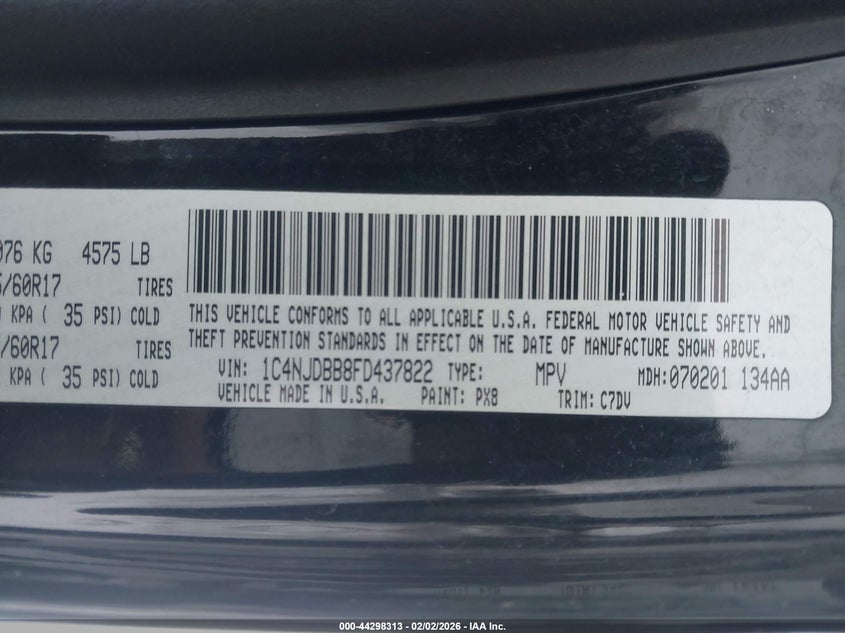 076 KG 4575 LB
/60R17 TIRES
KPA ( 35 PSI) COLD
/60R17 TIRES
KPA ( 35 PSI) COLD
THIS VEHICLE CONFORMS TO ALL APPLICABLE U.S.A. FEDERAL MOTOR VEHICLE SAFETY AND
THEFT PREVENTION STANDARDS IN EFFECT ON THE DATE OF MANUFACTURE SHOWN ABOVE.
VIN: 1C4NJDBB8FD437822 TYPE: MPV MDH:070201 134AA
VEHICLE MADE IN U.S.A. PAINT: PX8 TRIM: C7DV
000-44298313 - 02/02/2026 - IAA Inc.